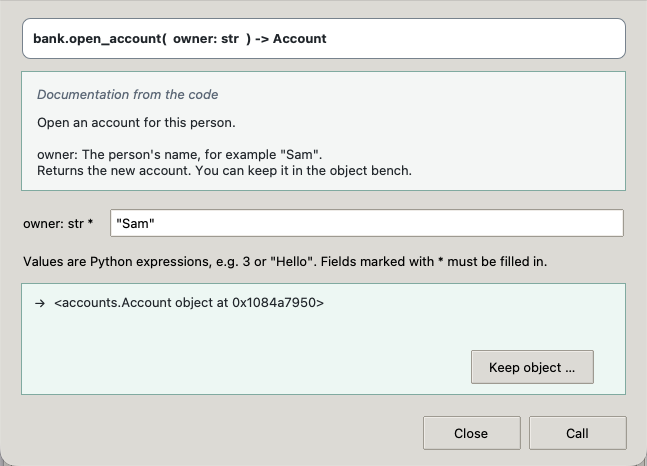 bank.open_account( owner: str ) -> Account
Documentation from the code
Open an account for this person.
owner: The person's name, for example "Sam".
Returns the new account. You can keep it in the object bench.
owner: str *
"Sam"
Values are Python expressions, e.g. 3 or "Hello". Fields marked with * must be filled in.
→ <accounts.Account object at 0x1084a7950>
Keep object ...
Close
Call